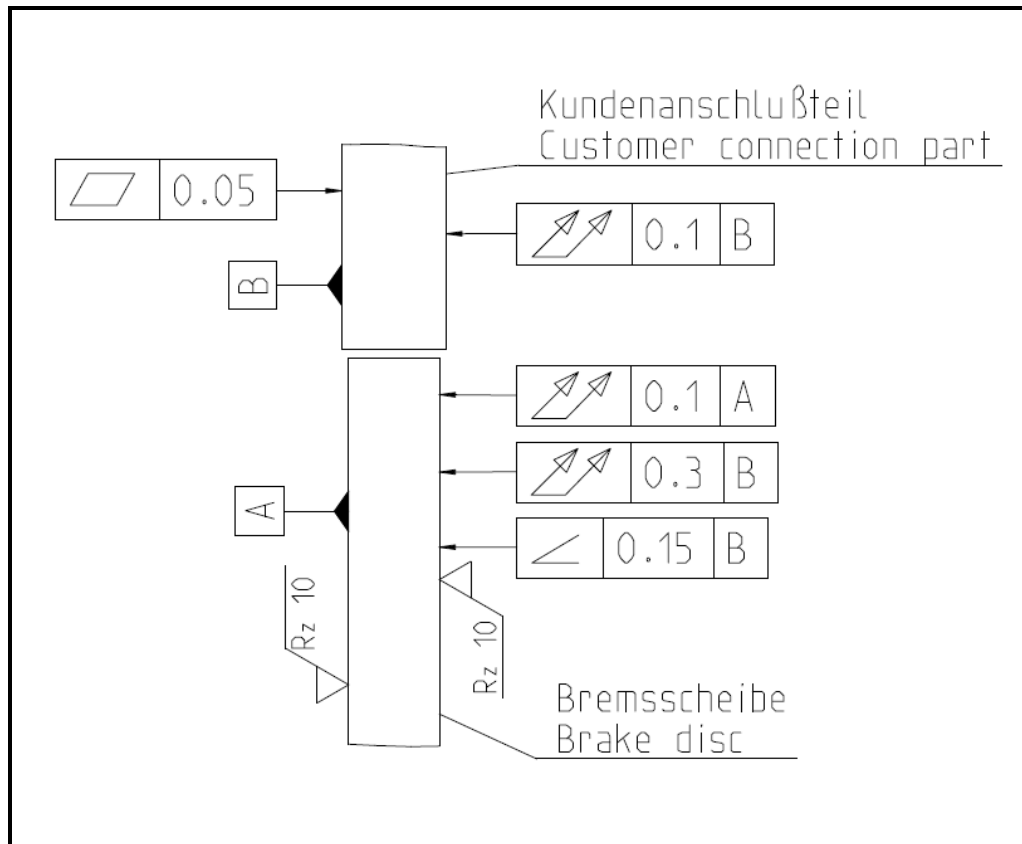 Kundenanschlußteil
Customer connection part
0.05
0.1 B
B
0.1 A
0.3 B
A
0.15 B
Rz 10
Rz 10
Bremsscheibe
Brake disc